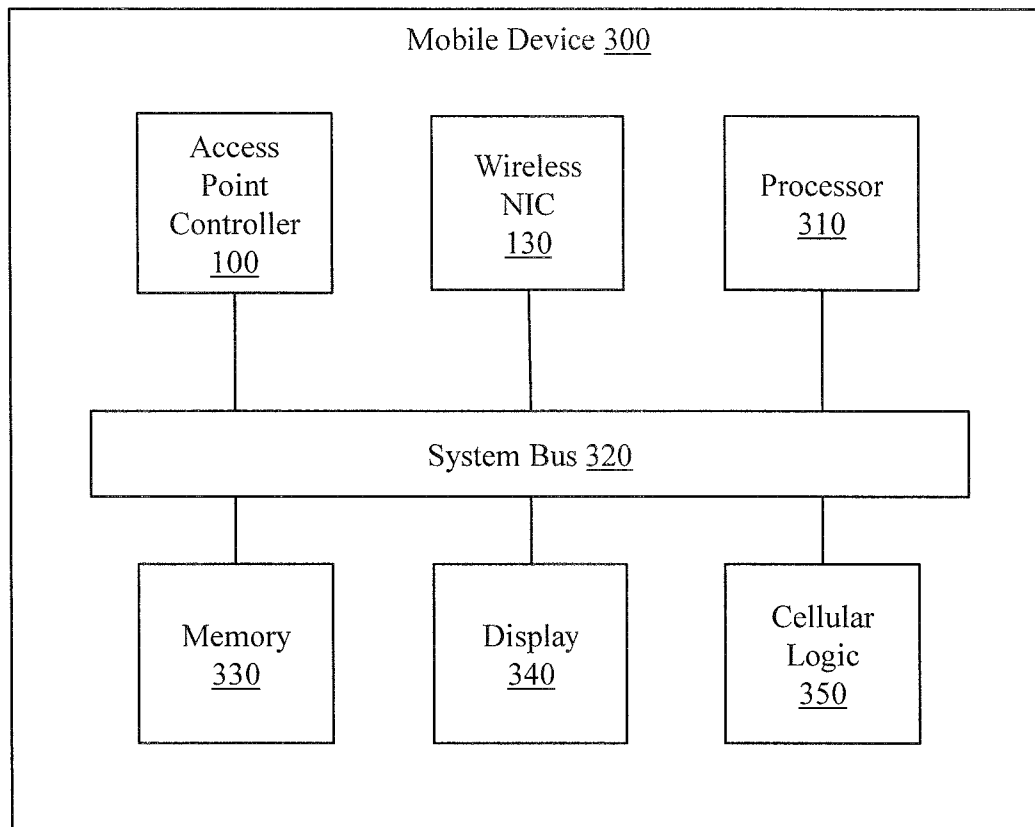 Mobile Device 300
Access
Point
Controller
100
Wireless
NIC
130
Processor
310
System Bus 320
Memory
330
Display
340
Cellular
Logic
350